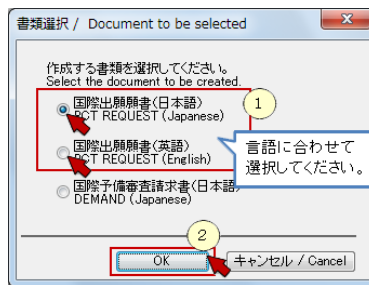 書類選択 / Document to be selected
x
作成する書類を選択してください。
Select the document to be created.
国際出願願書(日本語)
PCT REQUEST (Japanese)
1
国際出願願書(英語)
PCT REQUEST (English)
言語に合わせて
選択してください。
国際予備審査請求書(日本語)
DEMAND (Japanese)
2
OK
キャンセル / Cancel